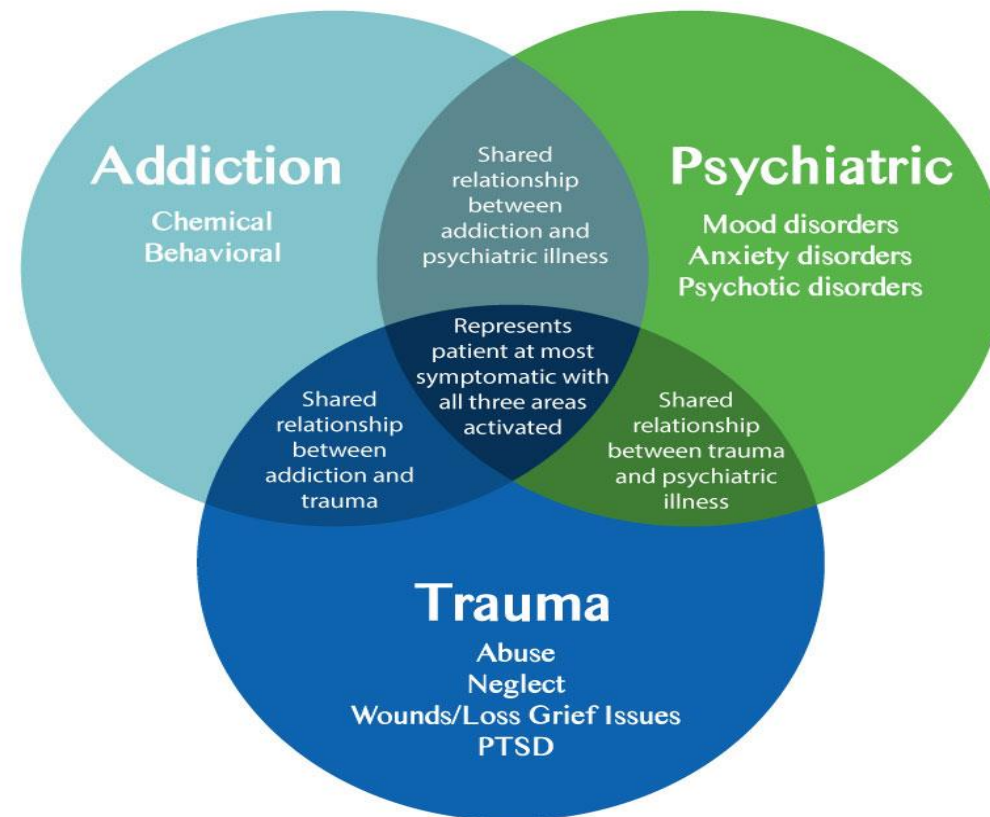 Addiction
Chemical
Behavioral
Shared
relationship
between
addiction and
psychiatric illness
Psychiatric
Mood disorders
Anxiety disorders
Psychotic disorders
Represents
patient at most
symptomatic with
all three areas
activated
Shared
relationship
between
addiction and
trauma
Shared
relationship
between trauma
and psychiatric
illness
Trauma
Abuse
Neglect
Wounds/Loss Grief Issues
PTSD